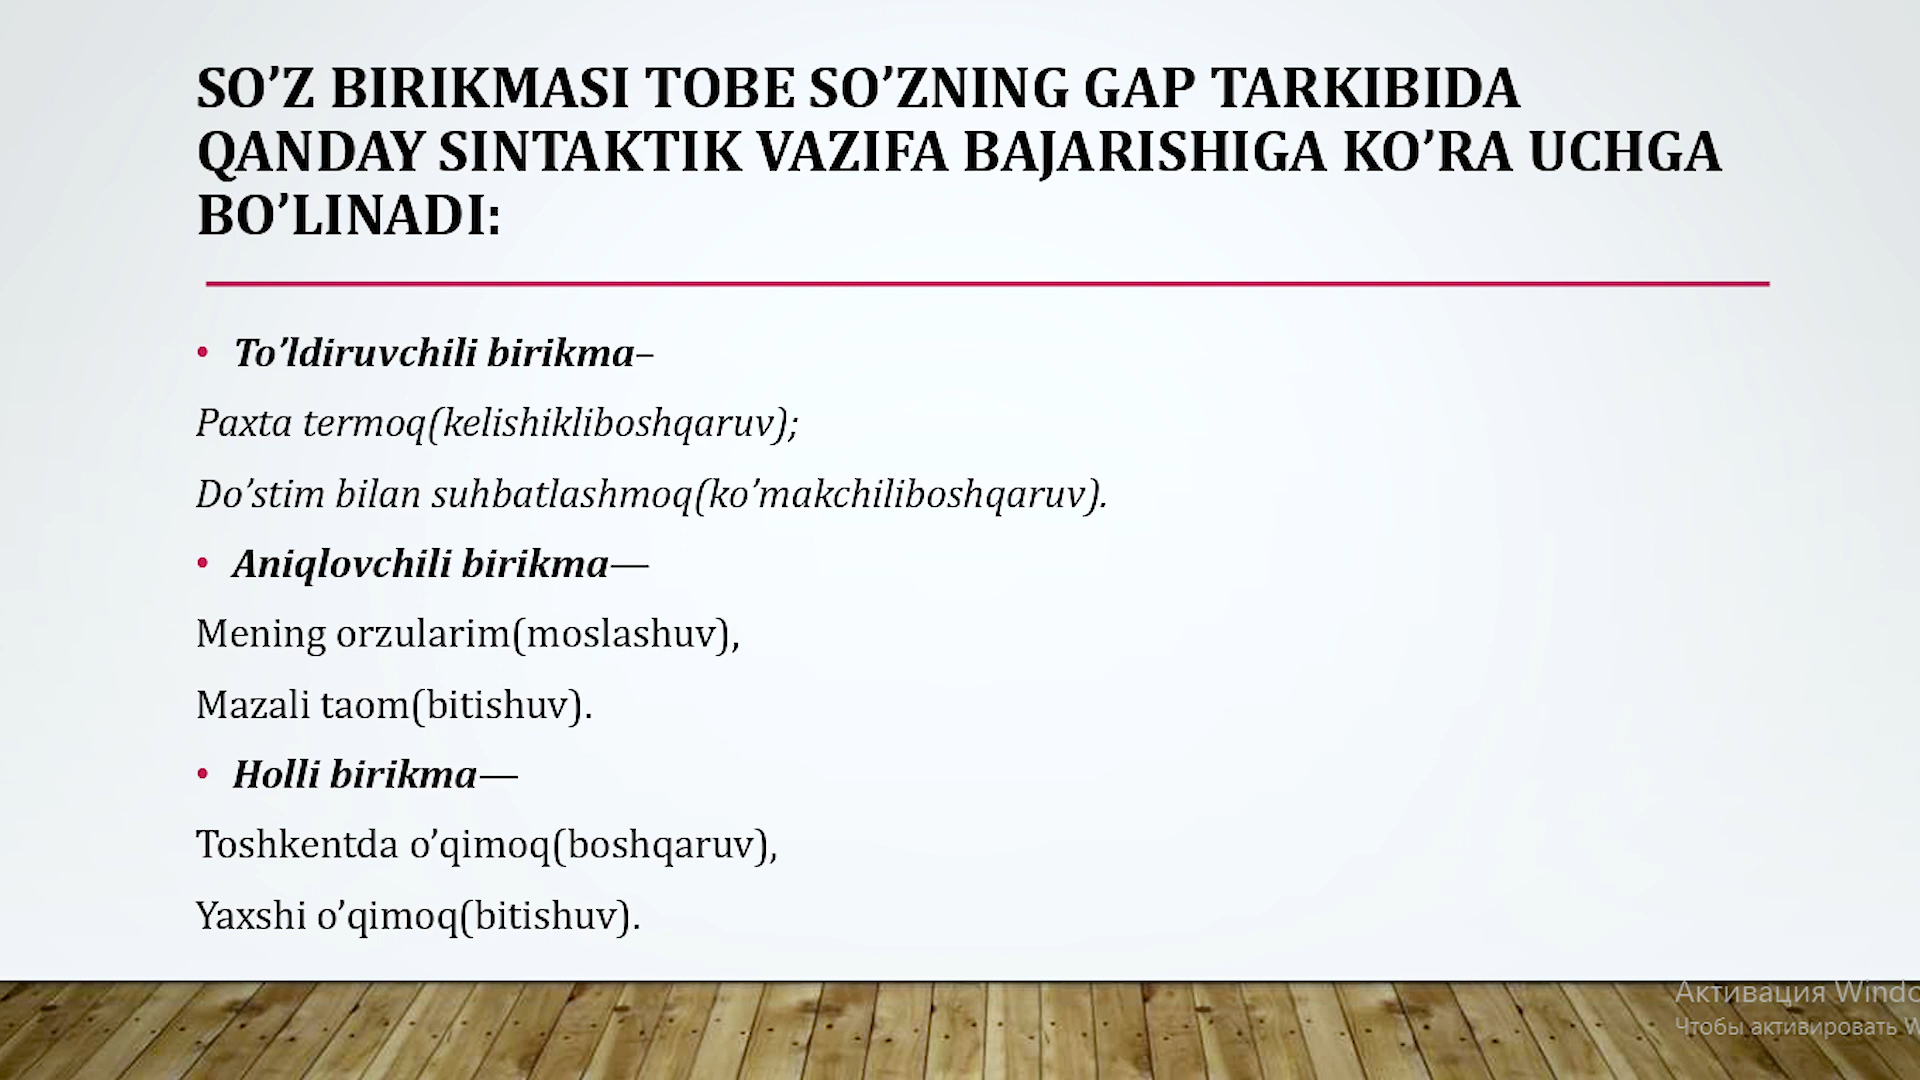 SO’Z BIRIKMASI TOBE SO’ZNING GAP TARKIBIDA
QANDAY SINTAKTIK VAZIFA BAJARISHIGA KO’RA UCHGA
BO’LINADI:
• To’ldiruvchili birikma–
Paxta termoq(kelishikliboshqaruv);
Do’stim bilan suhbatlashmoq(ko’makchiliboshqaruv).
• Aniqlovchili birikma—
Mening orzularim(moslashuv),
Mazali taom(bitishuv).
• Holli birikma—
Toshkentda o’qimoq(boshqaruv),
Yaxshi o’qimoq(bitishuv).
Активация Windo
Чтобы активировать W